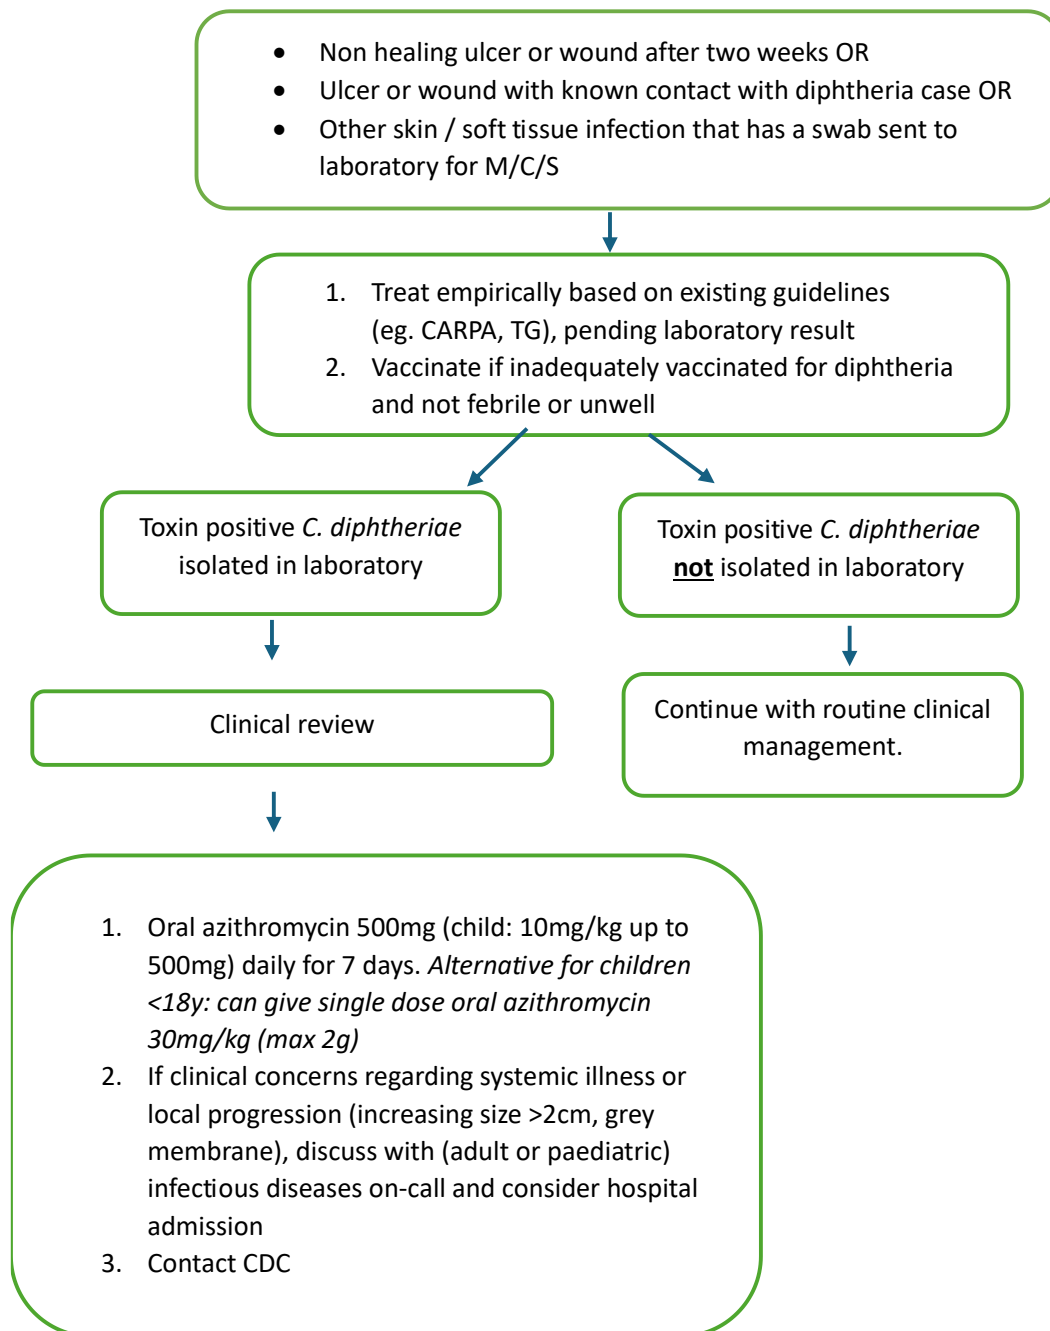 • Non healing ulcer or wound after two weeks OR
• Ulcer or wound with known contact with diphtheria case OR
• Other skin / soft tissue infection that has a swab sent to
laboratory for M/C/S
1. Treat empirically based on existing guidelines
(eg. CARPA, TG), pending laboratory result
2. Vaccinate if inadequately vaccinated for diphtheria
and not febrile or unwell
Toxin positive C. diphtheriae
isolated in laboratory
Toxin positive C. diphtheriae
not isolated in laboratory
Clinical review
Continue with routine clinical
management.
1. Oral azithromycin 500mg (child: 10mg/kg up to
500mg) daily for 7 days. Alternative for children
<18y: can give single dose oral azithromycin
30mg/kg (max 2g)
2. If clinical concerns regarding systemic illness or
local progression (increasing size >2cm, grey
membrane), discuss with (adult or paediatric)
infectious diseases on-call and consider hospital
admission
3. Contact CDC